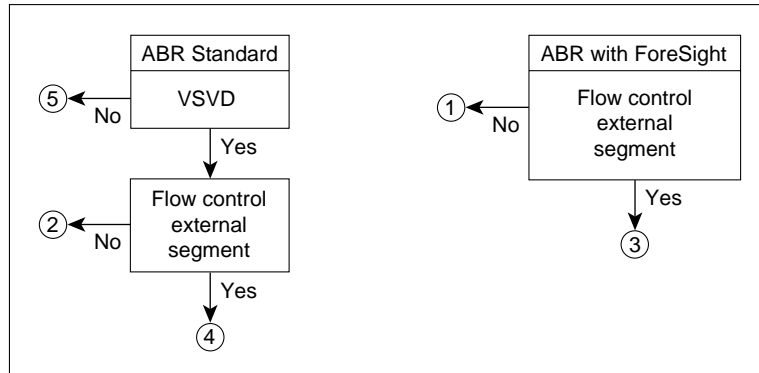 ABR Standard
VSVD
5
No
Yes
Flow control
external
segment
2
No
Yes
4
ABR with ForeSight
Flow control
external
segment
1
No
Yes
3